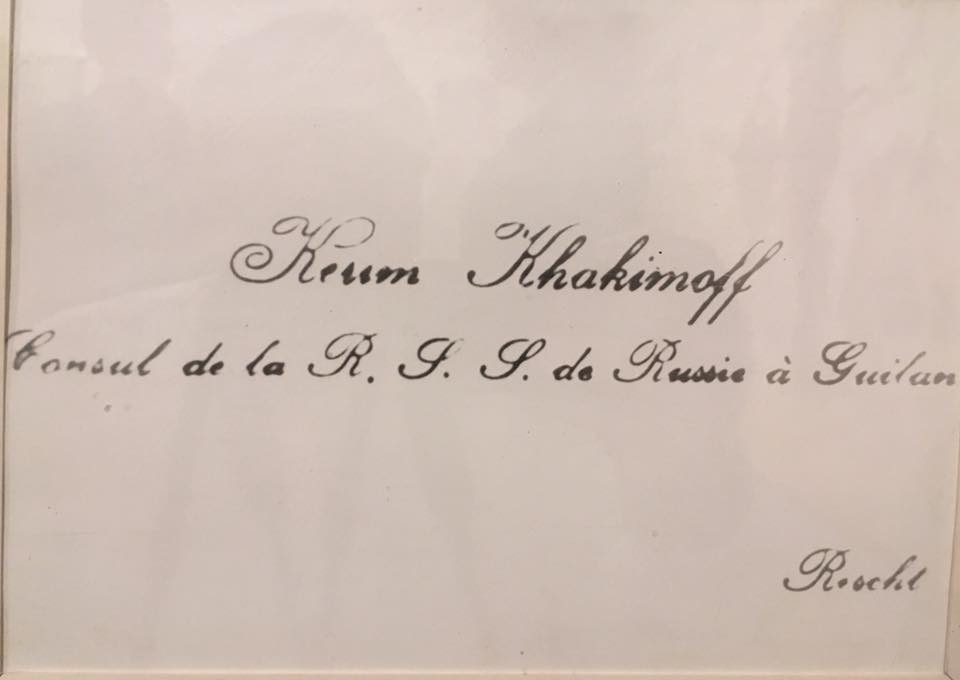 Kerim Khakimoff
Consul de la R. S. S. de Russie à Guilan
Rescht